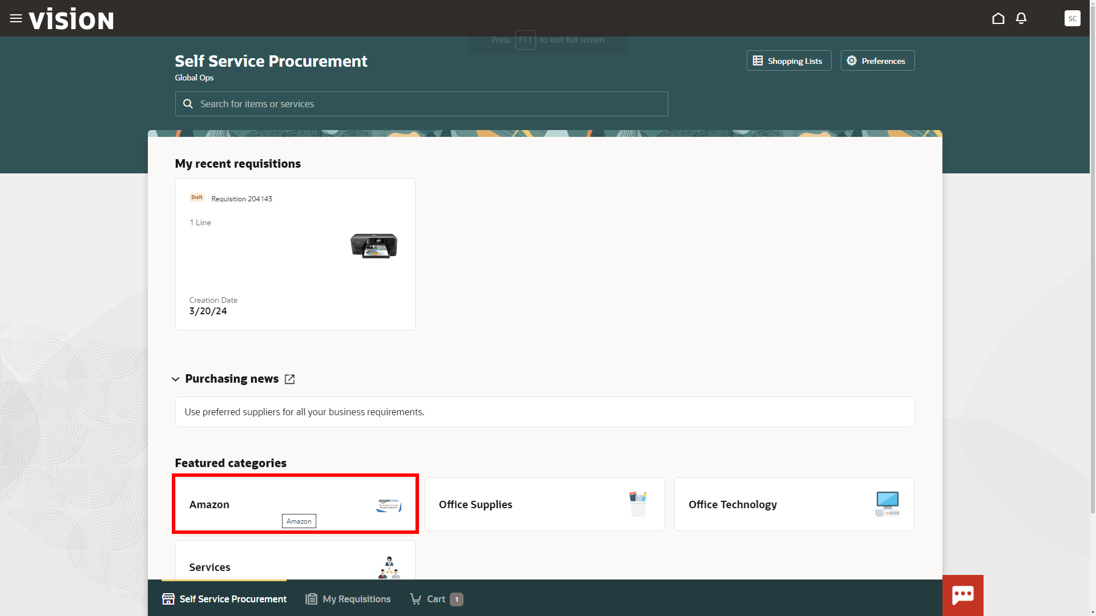 vision
SC
Press F11 to exit full screen
Self Service Procurement
Global Ops
Shopping Lists
Preferences
Search for items or services
My recent requisitions
Draft Requisition 204143
1 Line
Creation Date
3/20/24
Purchasing news
Use preferred suppliers for all your business requirements.
Featured categories
Amazon
Amazon
Office Supplies
Office Technology
Services
Self Service Procurement
My Requisitions
Cart 1